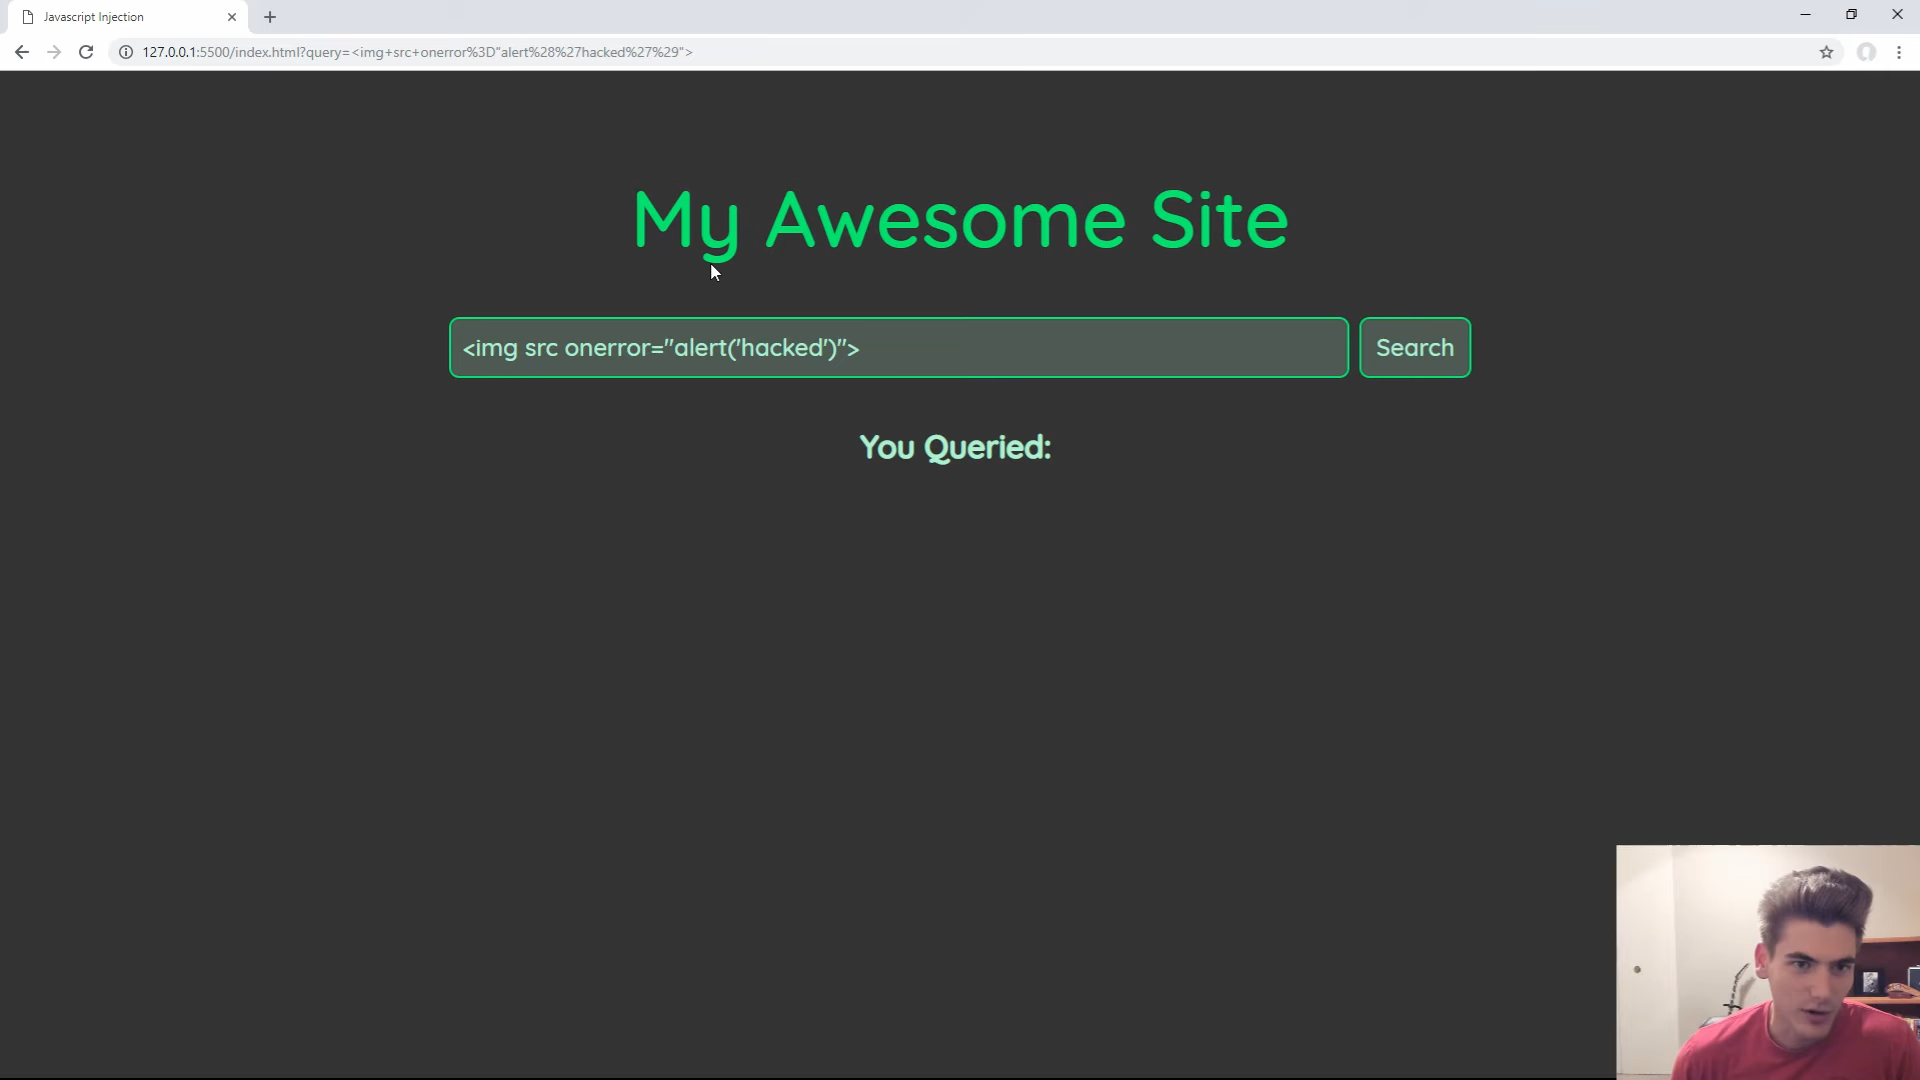 Javascript Injection
127.0.0.1:5500/index.html?query=<img+src+onerror%3D"alert%28%27hacked%27%29">
My Awesome Site
<img src onerror="alert('hacked')">
Search
You Queried: